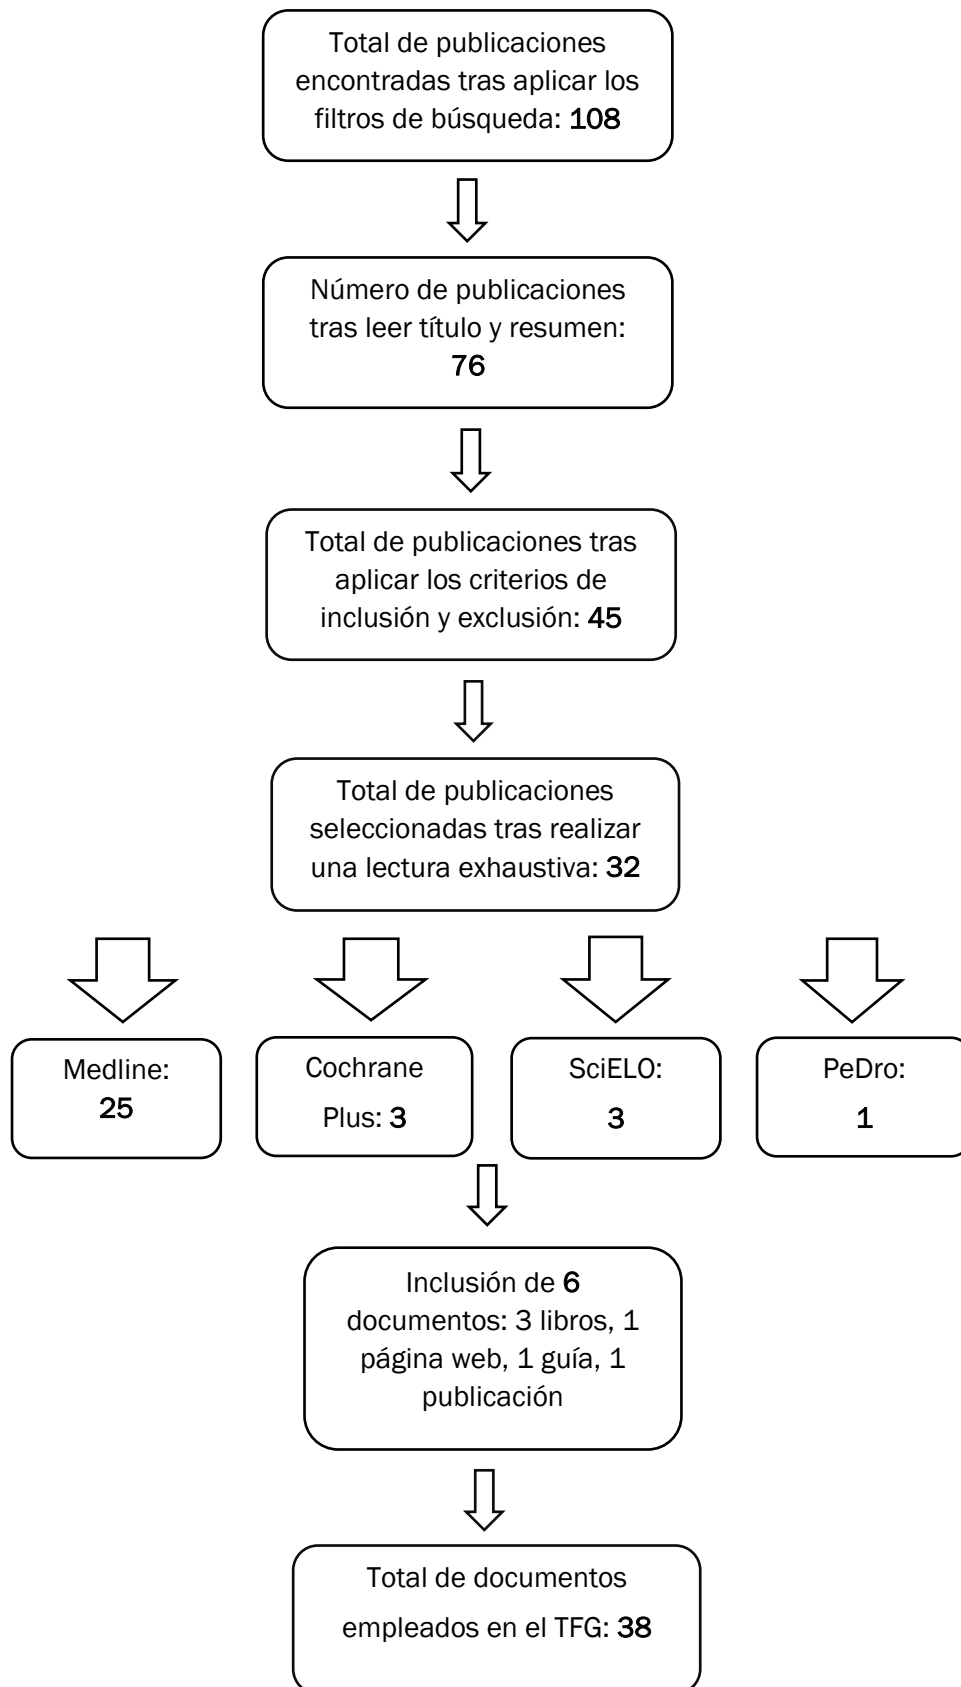 Total de publicaciones
encontradas tras aplicar los
filtros de búsqueda: 108
Número de publicaciones
tras leer título y resumen:
76
Total de publicaciones tras
aplicar los criterios de
inclusión y exclusión: 45
Total de publicaciones
seleccionadas tras realizar
una lectura exhaustiva: 32
Medline:
25
Cochrane
Plus: 3
SciELO:
3
PeDro:
1
Inclusión de 6
documentos: 3 libros, 1
página web, 1 guía, 1
publicación
Total de documentos
empleados en el TFG: 38